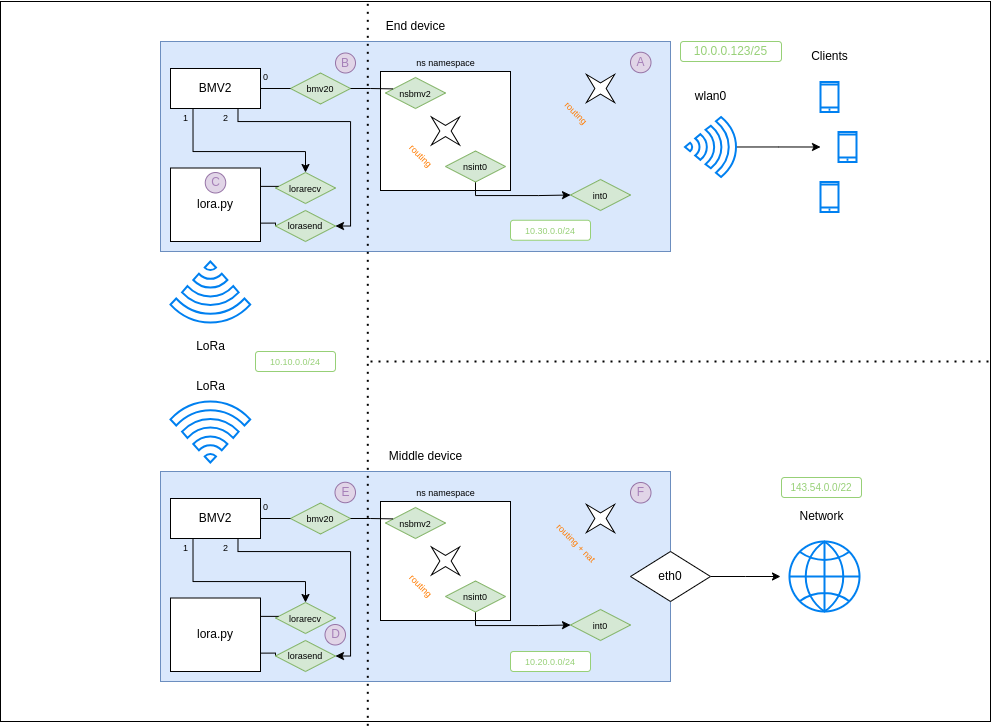 End device
B
ns namespace
A
10.0.0.123/25
Clients
BMV2
0
bmv20
nsbmv2
wlan0
routing
1
2
routing
nsint0
C
lora.py
lorarecv
int0
lorasend
10.30.0.0/24
LoRa
10.10.0.0/24
LoRa
Middle device
E
ns namespace
F
143.54.0.0/22
BMV2
0
bmv20
nsbmv2
Network
routing + nat
1
2
routing
nsint0
eth0
lorarecv
lora.py
D
int0
lorasend
10.20.0.0/24